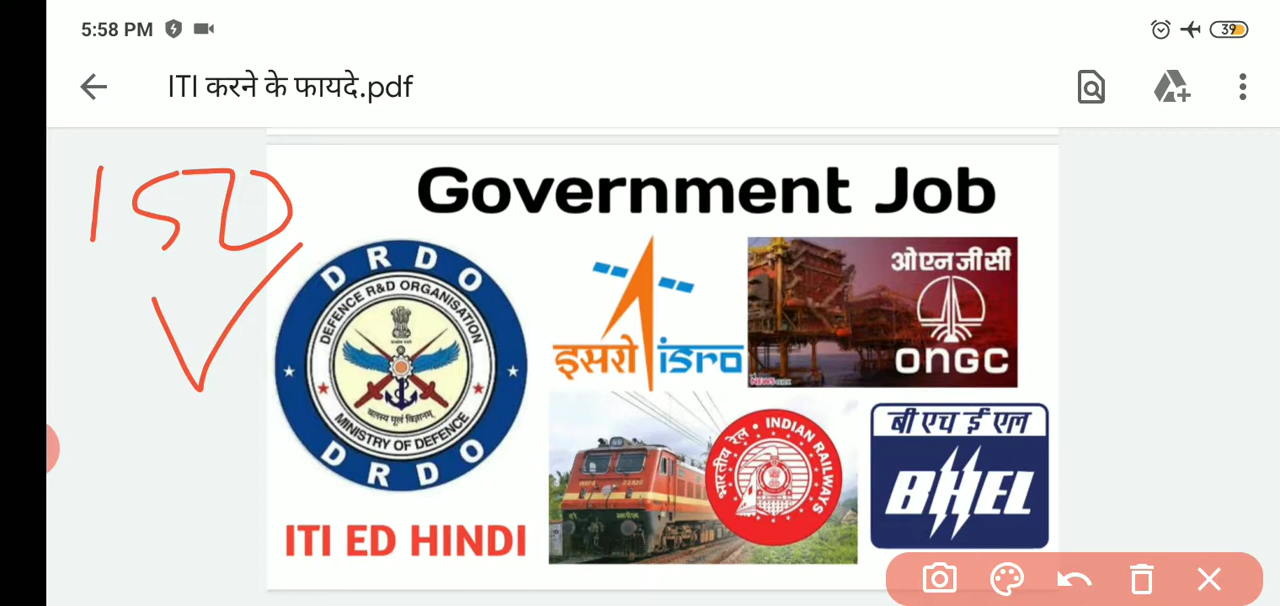 5:58 PM
39
ITI करने के फायदे.pdf
150
Government Job
DRDO
DEFENCE R&D ORGANISATION
MINISTRY OF DEFENCE
DRDO
इसरो isro
ओएनजीसी
ONGC
भारतीय रेल • INDIAN RAILWAYS
बी एच ई एल
BHEL
ITI ED HINDI